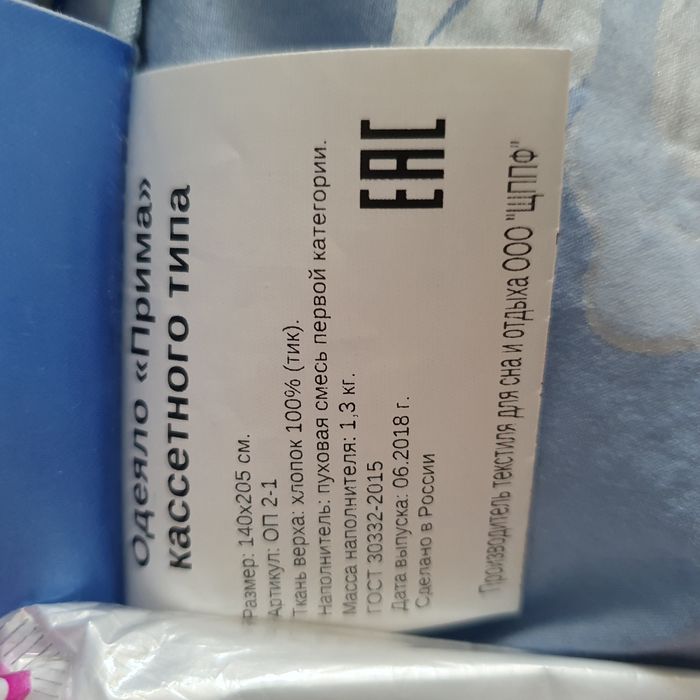 Одеяло «Прима»
кассетного типа
Размер: 140х205 см.
Артикул: ОП 2-1
Ткань верха: хлопок 100% (тик).
Наполнитель: пуховая смесь первой категории.
Масса наполнителя: 1,3 кг.
ГОСТ 30332-2015
Дата выпуска: 06.2018 г.
Сделано в России
EAC
Производитель текстиля для сна и отдыха ООО "ЩППФ"